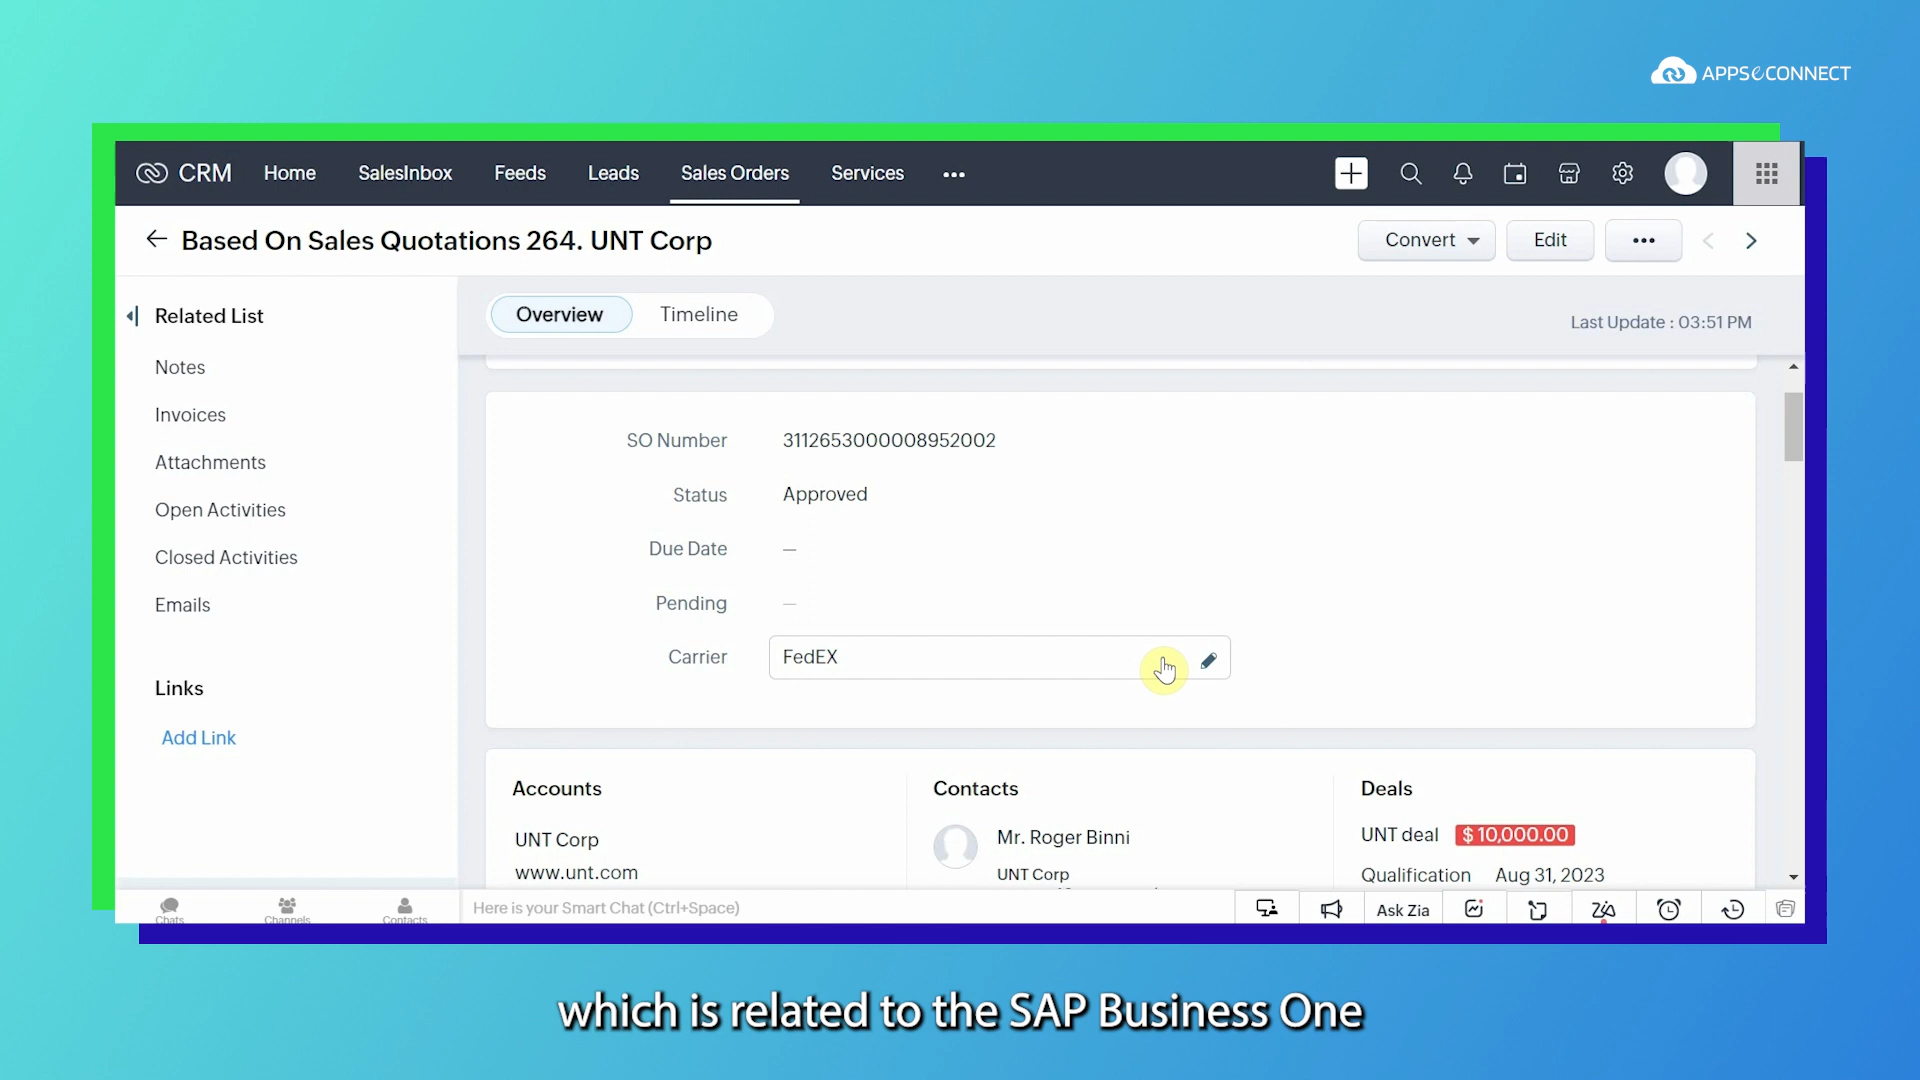 APPSeCONNECT
CRM Home SalesInbox Feeds Leads Sales Orders Services •••
Based On Sales Quotations 264. UNT Corp
Convert Edit •••
Related List
Notes
Invoices
Attachments
Open Activities
Closed Activities
Emails
Links
Add Link
Overview Timeline
Last Update : 03:51 PM
SO Number 3112653000008952002
Status Approved
Due Date —
Pending —
Carrier FedEX
Accounts
UNT Corp
www.unt.com
Contacts
Mr. Roger Binni
UNT Corp
Deals
UNT deal $ 10,000.00
Qualification Aug 31, 2023
Chats Channels Contacts
Here is your Smart Chat (Ctrl+Space)
Ask Zia
which is related to the SAP Business One